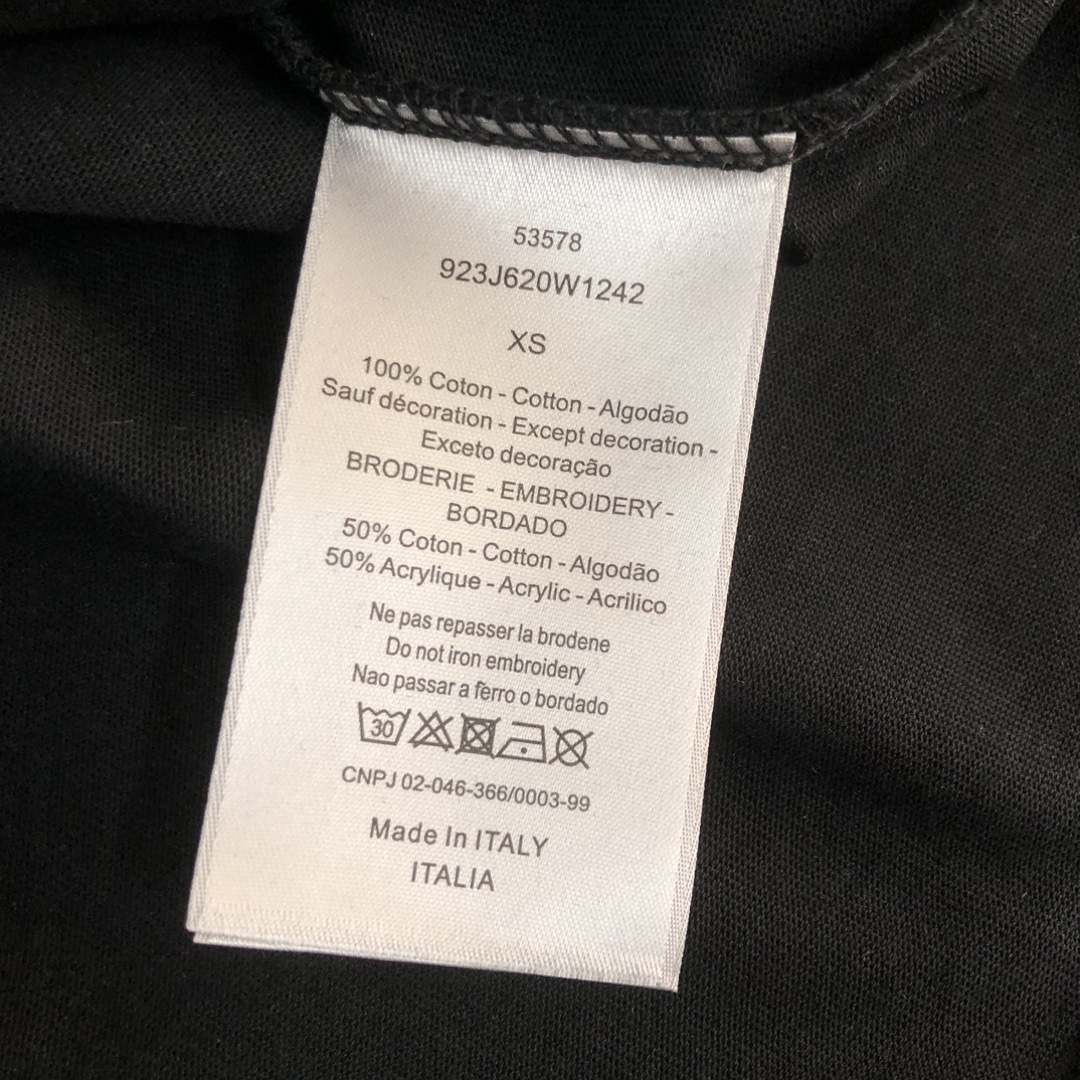 53578
923J620W1242
XS
100% Coton - Cotton - Algodão
Sauf décoration - Except decoration -
Exceto decoração
BRODERIE - EMBROIDERY -
BORDADO
50% Coton - Cotton - Algodão
50% Acrylique - Acrylic - Acrilico
Ne pas repasser la brodene
Do not iron embroidery
Nao passar a ferro o bordado
30
CNPJ 02-046-366/0003-99
Made In ITALY
ITALIA